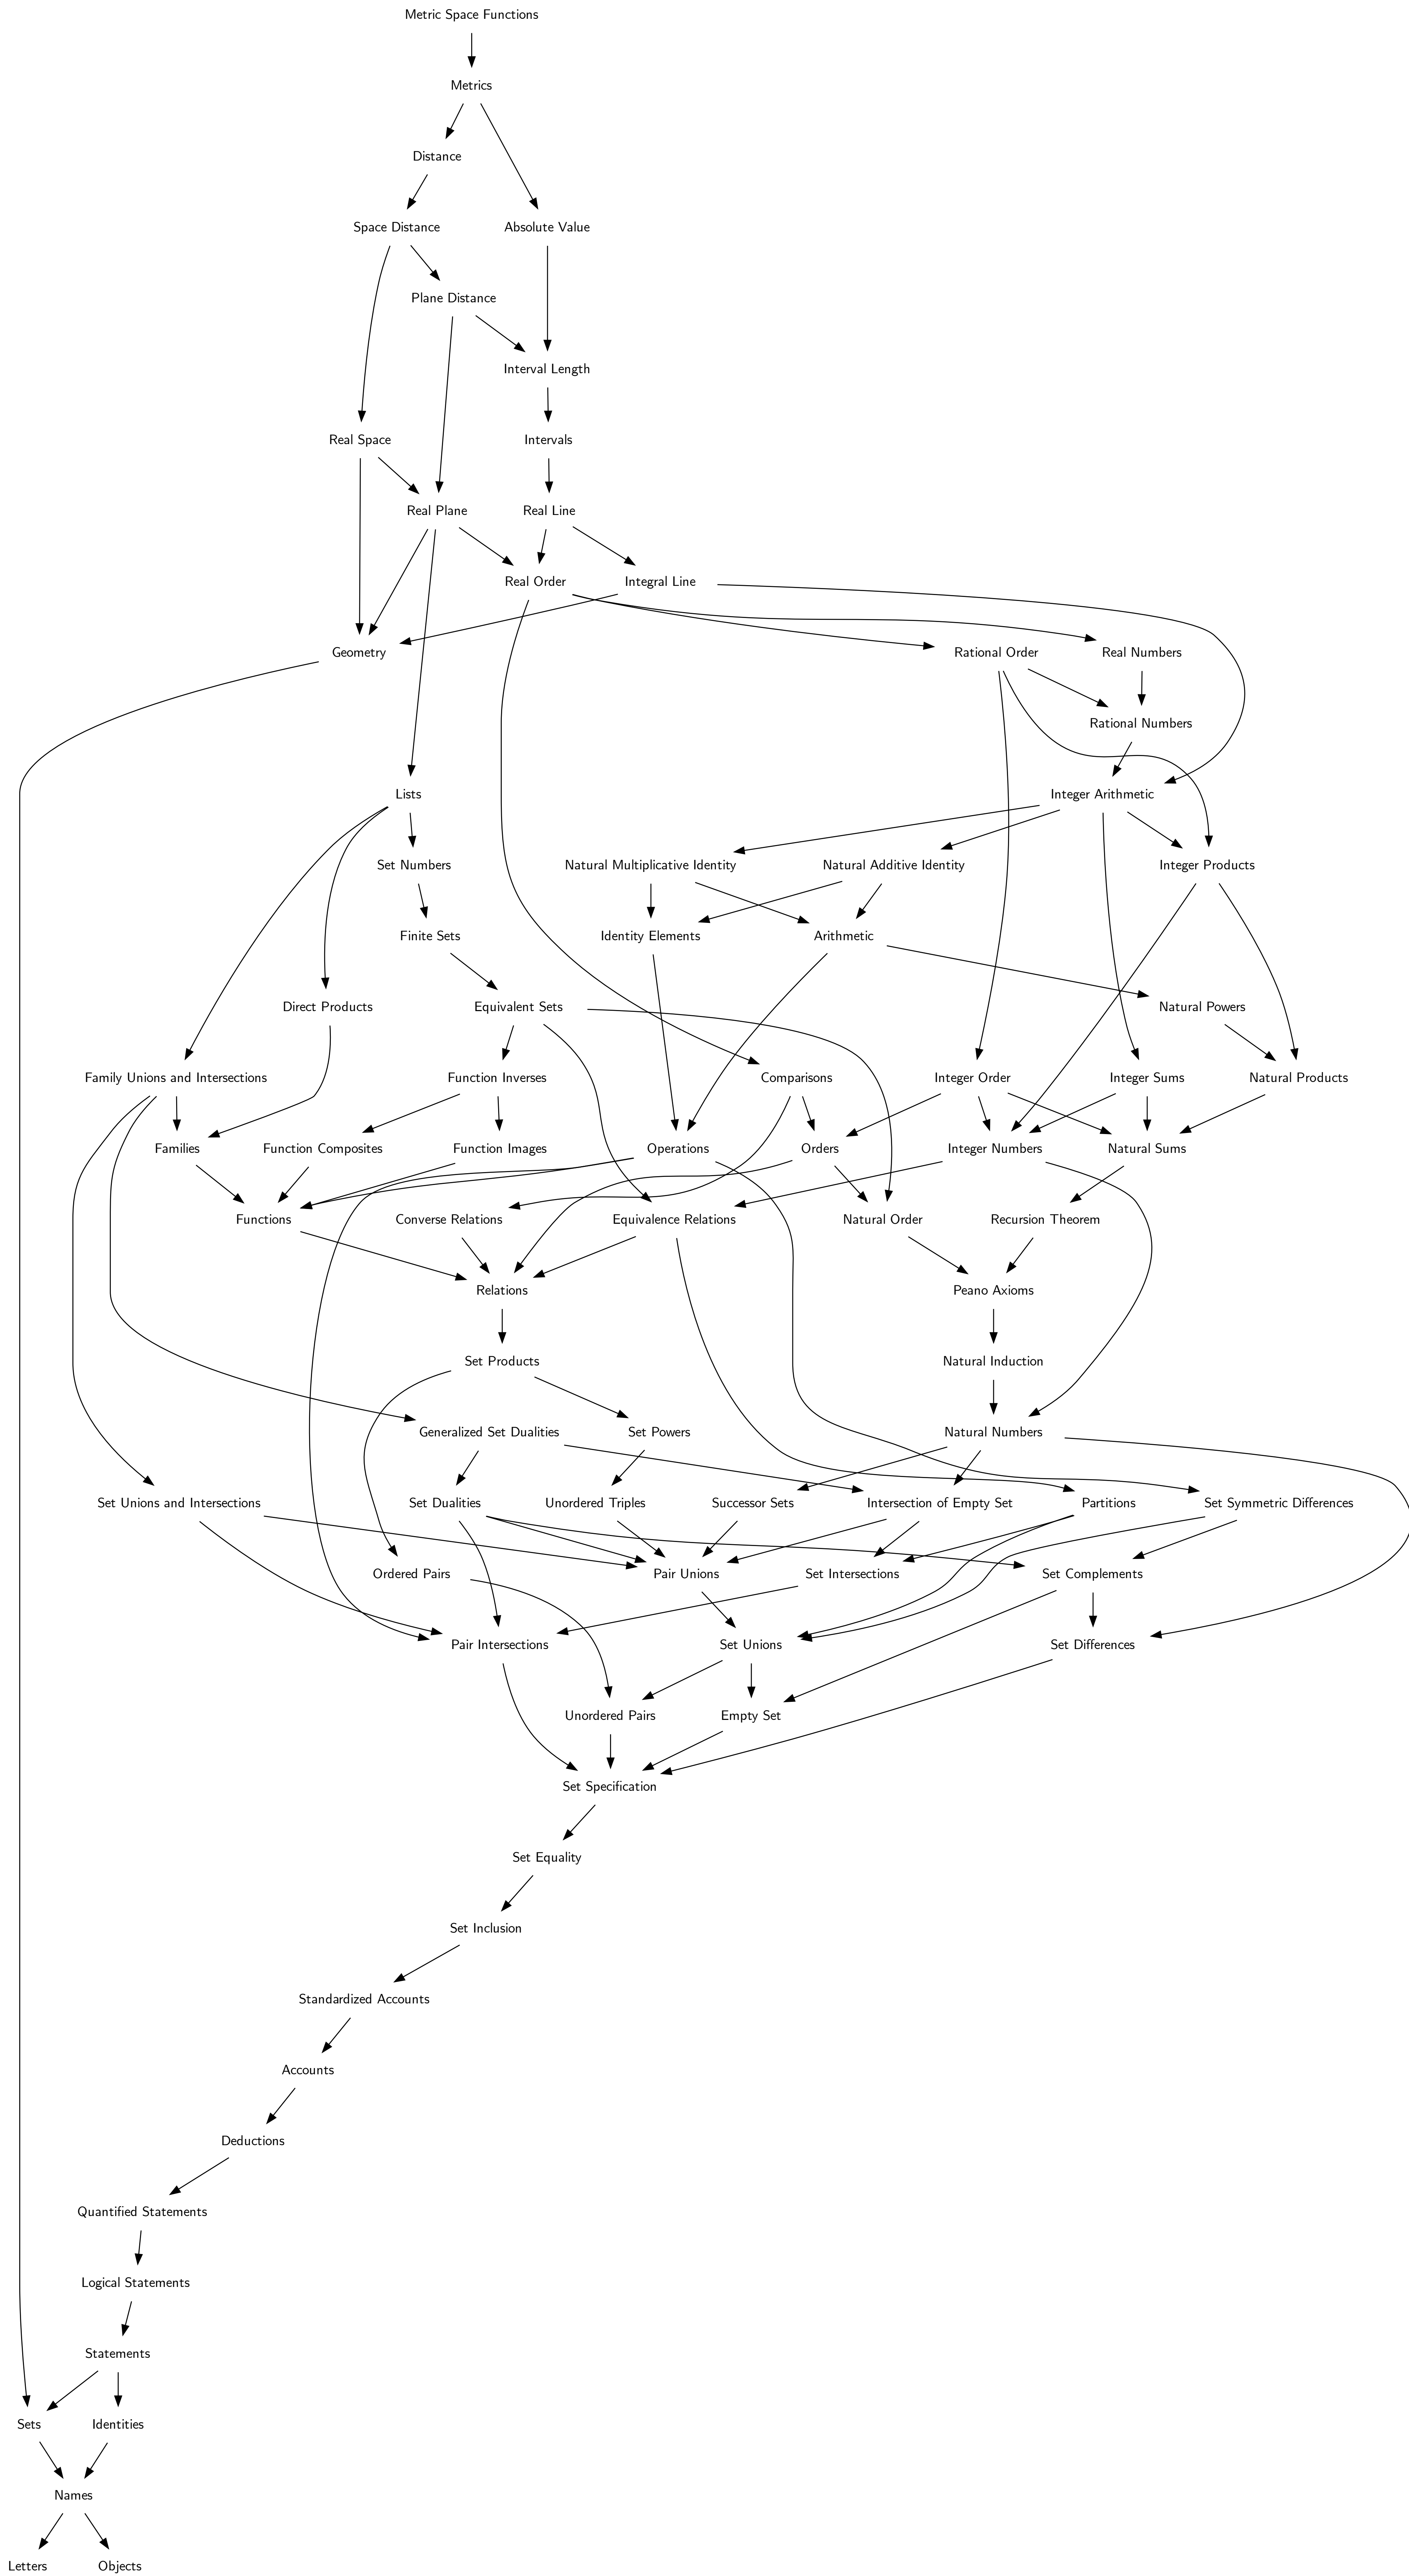 Metric Space Functions
Metrics
Distance
Space Distance
Absolute Value
Plane Distance
Interval Length
Real Space
Intervals
Real Plane
Real Line
Real Order
Integral Line
Geometry
Rational Order
Real Numbers
Rational Numbers
Lists
Integer Arithmetic
Set Numbers
Natural Multiplicative Identity
Natural Additive Identity
Integer Products
Finite Sets
Identity Elements
Arithmetic
Direct Products
Equivalent Sets
Natural Powers
Family Unions and Intersections
Function Inverses
Comparisons
Integer Order
Integer Sums
Natural Products
Families
Function Composites
Function Images
Operations
Orders
Integer Numbers
Natural Sums
Functions
Converse Relations
Equivalence Relations
Natural Order
Recursion Theorem
Relations
Peano Axioms
Set Products
Natural Induction
Generalized Set Dualities
Set Powers
Natural Numbers
Set Unions and Intersections
Set Dualities
Unordered Triples
Successor Sets
Intersection of Empty Set
Partitions
Set Symmetric Differences
Ordered Pairs
Pair Unions
Set Intersections
Set Complements
Pair Intersections
Set Unions
Set Differences
Unordered Pairs
Empty Set
Set Specification
Set Equality
Set Inclusion
Standardized Accounts
Accounts
Deductions
Quantified Statements
Logical Statements
Statements
Sets
Identities
Names
Letters
Objects